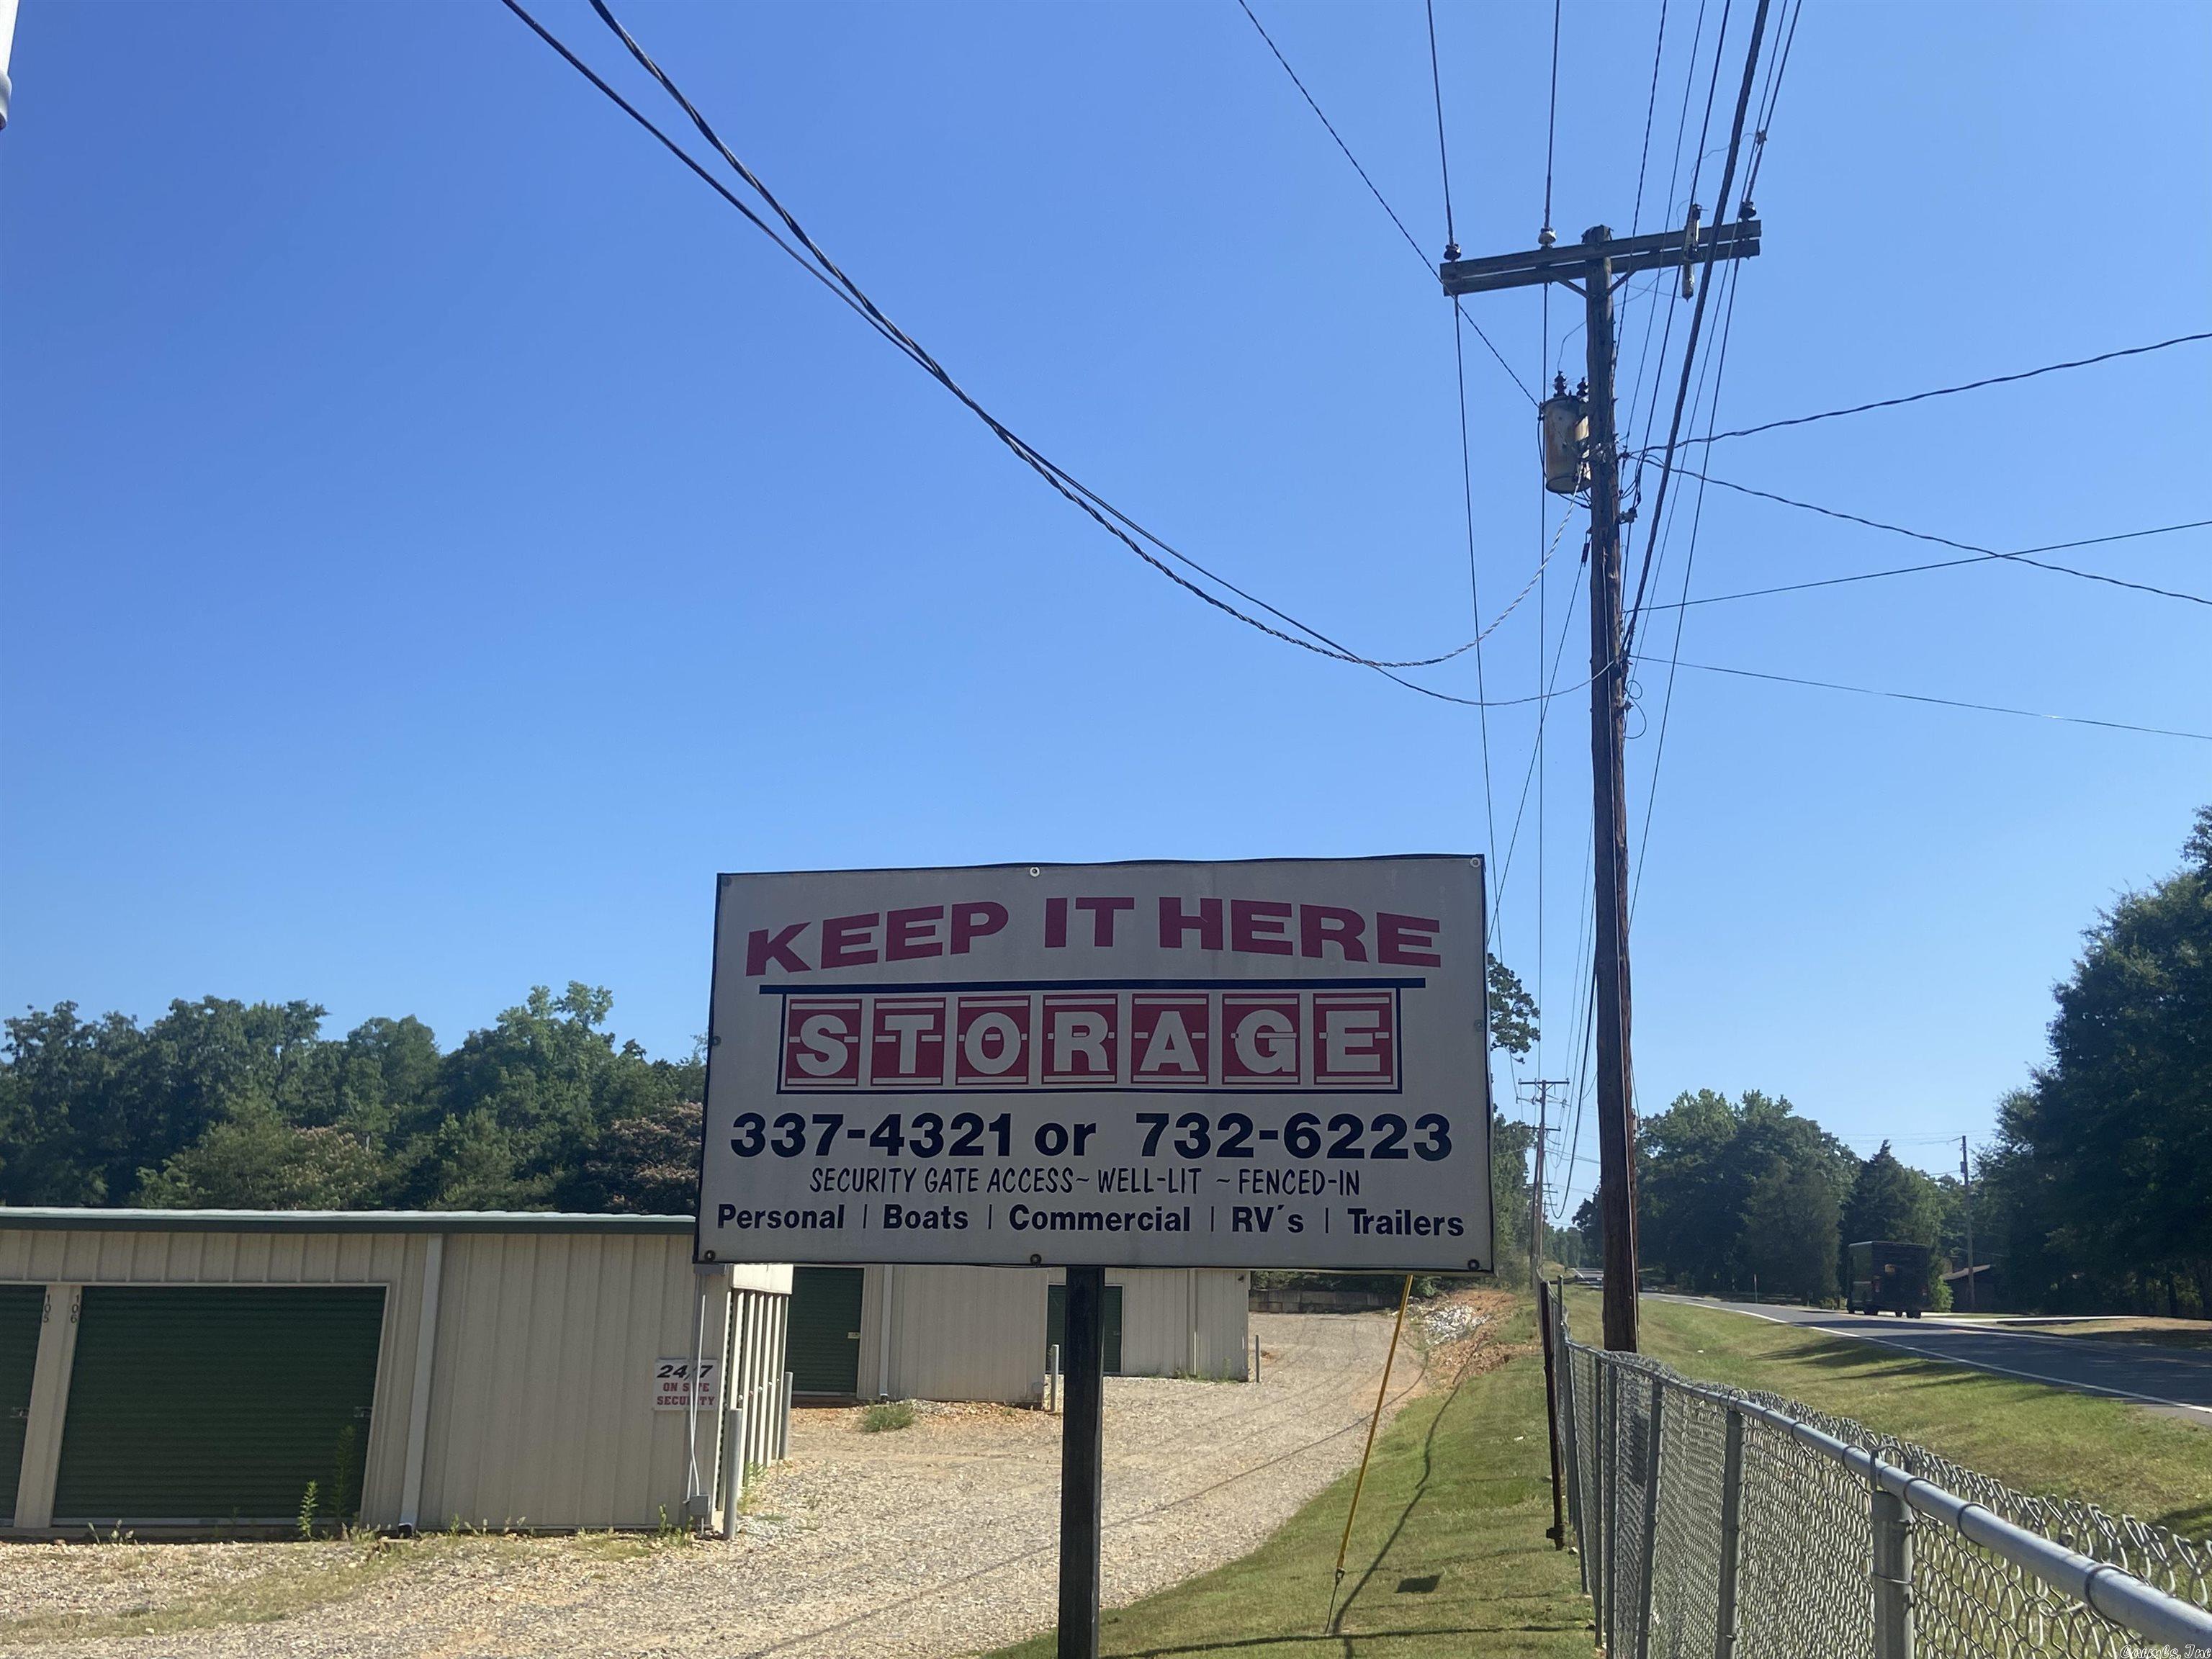 KEEP IT HERE
STORAGE
337-4321 or 732-6223
SECURITY GATE ACCESS~ WELL-LIT ~ FENCED-IN
Personal | Boats | Commercial | RV´s | Trailers
105
106
24/7
ON SITE
SECURITY